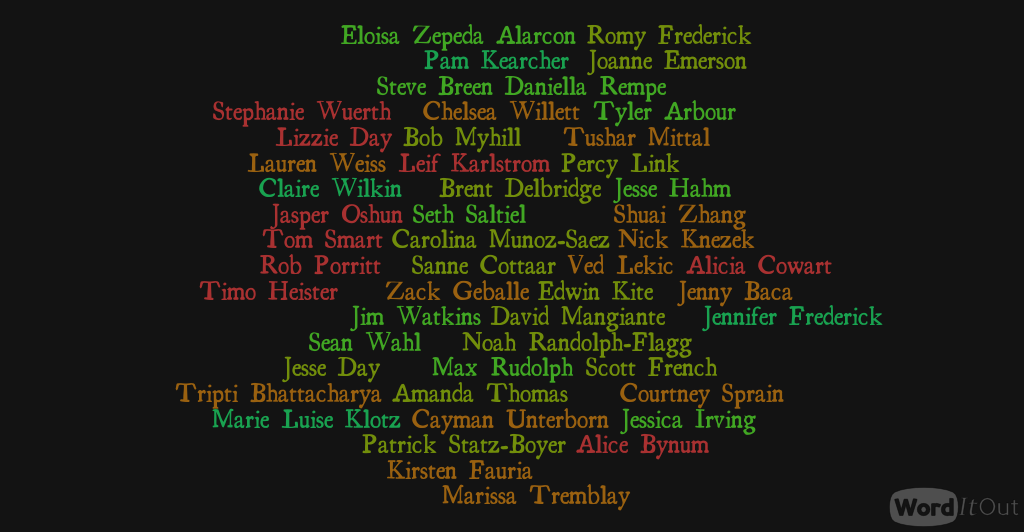 Eloisa Zepeda Alarcon Romy Frederick
Pam Kearcher Joanne Emerson
Steve Breen Daniella Rempe
Stephanie Wuerth Chelsea Willett Tyler Arbour
Lizzie Day Bob Myhill Tushar Mittal
Lauren Weiss Leif Karlstrom Percy Link
Claire Wilkin Brent Delbridge Jesse Hahm
Jasper Oshun Seth Saltiel Shuai Zhang
Tom Smart Carolina Munoz-Saez Nick Knezek
Rob Porritt Sanne Cottaar Ved Lekic Alicia Cowart
Timo Heister Zack Geballe Edwin Kite Jenny Baca
Jim Watkins David Mangiante Jennifer Frederick
Sean Wahl Noah Randolph-Flagg
Jesse Day Max Rudolph Scott French
Tripti Bhattacharya Amanda Thomas Courtney Sprain
Marie Luise Klotz Cayman Unterborn Jessica Irving
Patrick Statz-Boyer Alice Bynum
Kirsten Fauria
Marissa Tremblay
WordItOut